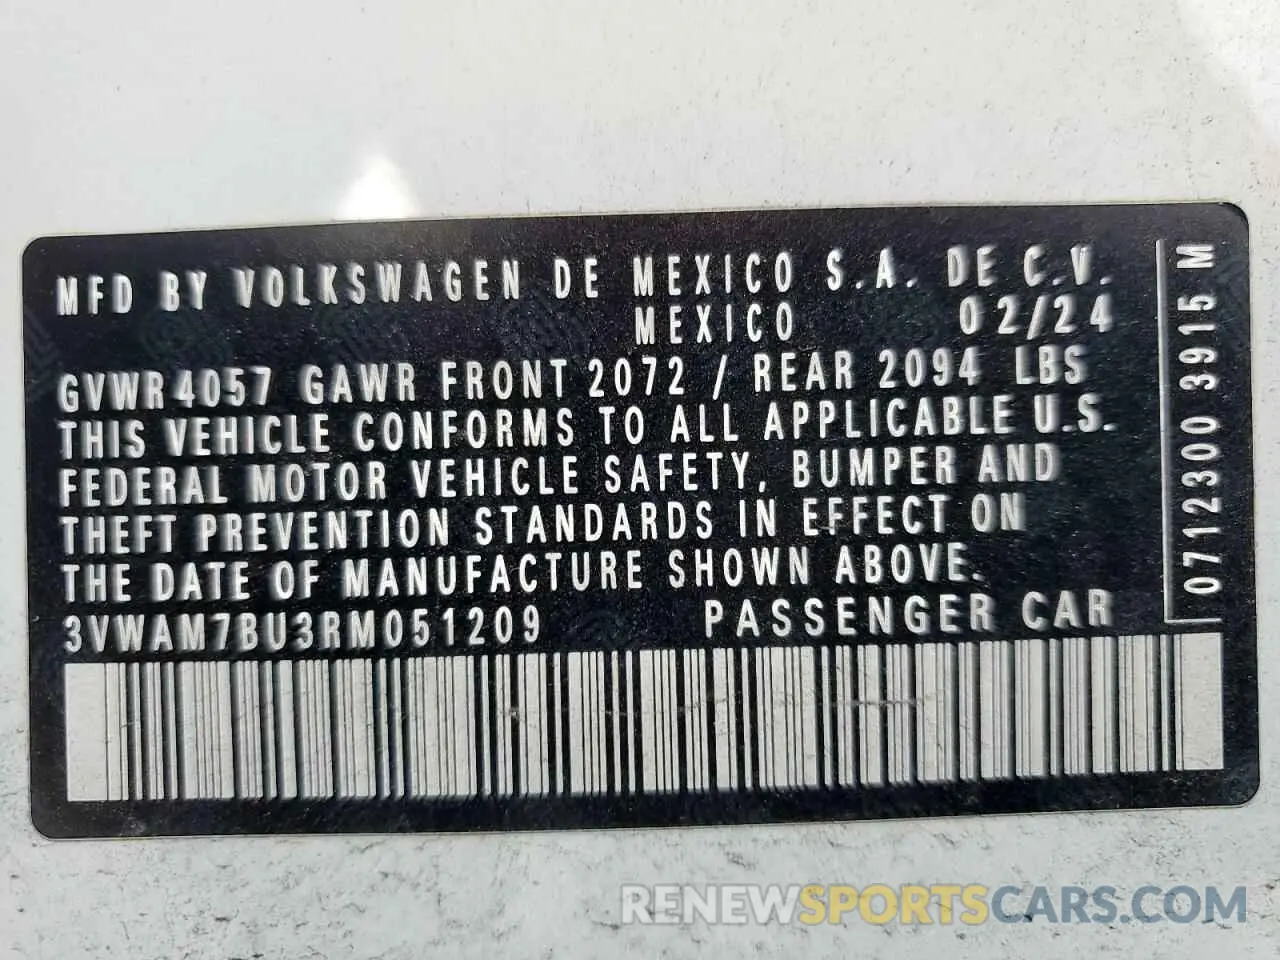 MFD BY VOLKSWAGEN DE MEXICO S.A. DE C.V.
MEXICO 02/24
GVWR 4057 GAWR FRONT 2072 / REAR 2094 LBS
THIS VEHICLE CONFORMS TO ALL APPLICABLE U.S.
FEDERAL MOTOR VEHICLE SAFETY, BUMPER AND
THEFT PREVENTION STANDARDS IN EFFECT ON
THE DATE OF MANUFACTURE SHOWN ABOVE.
3VWAM7BU3RM051209 PASSENGER CAR
0712300 3915 M
RENEWSPORTSCARS.COM